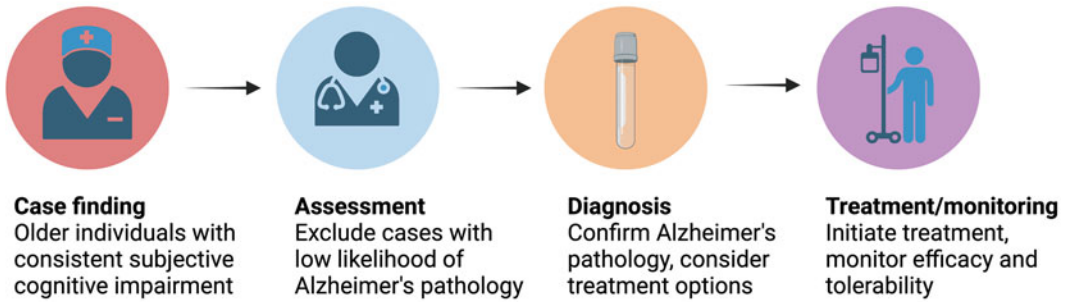 Case finding
Older individuals with
consistent subjective
cognitive impairment
Assessment
Exclude cases with
low likelihood of
Alzheimer's pathology
Diagnosis
Confirm Alzheimer's
pathology, consider
treatment options
Treatment/monitoring
Initiate treatment,
monitor efficacy and
tolerability